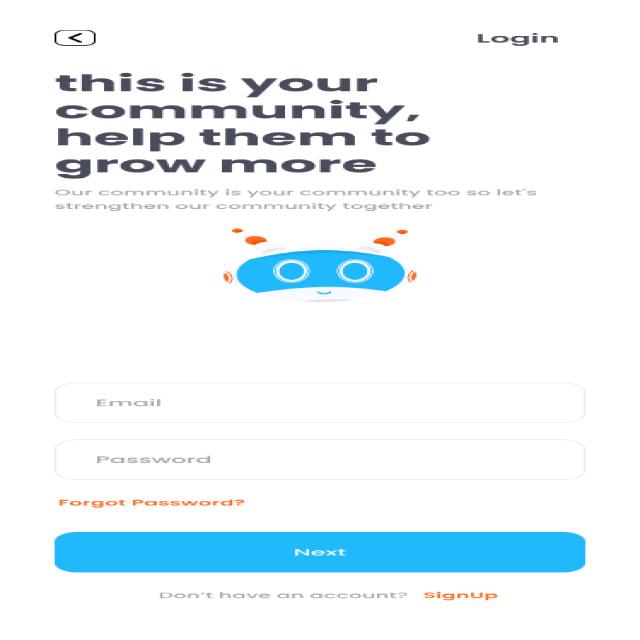 Login
this is your
community,
help them to
grow more
Our community is your community too so let's
strengthen our community together
Email
Password
Forgot Password?
Next
Don't have an account? SignUp